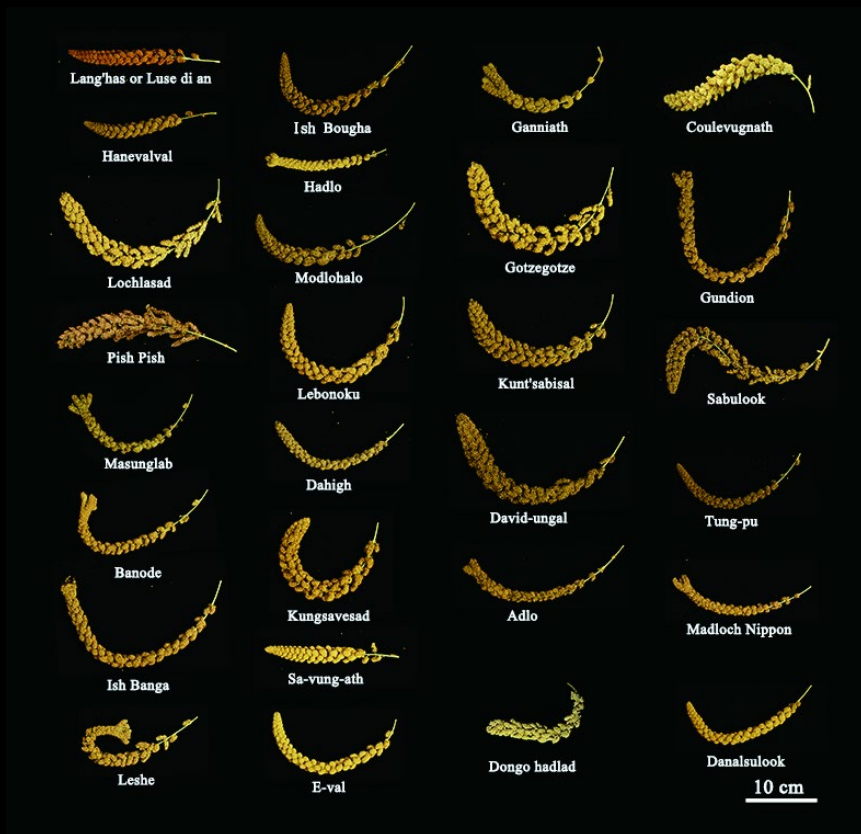 Lang'has or Luse di an
Hanevalval
Lochlasad
Pish Pish
Masunglab
Banode
Ish Banga
Leshe
Ish Bougha
Hadlo
Modlohalo
Lebonoku
Dahigh
Kungsavesad
Sa-vung-ath
E-val
Ganniath
Gotzegotze
Kunt'sabisal
David-ungal
Adlo
Dongo hadlad
Coulevugnath
Gundion
Sabulook
Tung-pu
Madloch Nippon
Danalsulook
10 cm